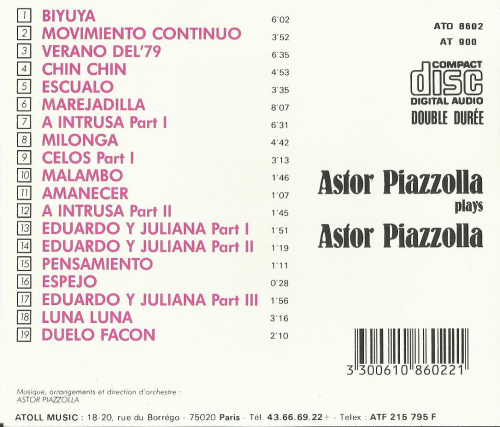 1 BIYUYA 6'02
2 MOVIMIENTO CONTINUO 3'52
3 VERANO DEL'79 6'35
4 CHIN CHIN 4'53
5 ESCUALO 3'35
6 MAREJADILLA 8'07
7 A INTRUSA Part I 6'31
8 MILONGA 4'42
9 CELOS Part I 3'13
10 MALAMBO 1'46
11 AMANECER 1'07
12 A INTRUSA Part II 1'45
13 EDUARDO Y JULIANA Part I 1'51
14 EDUARDO Y JULIANA Part II 1'19
15 PENSAMIENTO 1'11
16 ESPEJO 0'28
17 EDUARDO Y JULIANA Part III 1'56
18 LUNA LUNA 3'16
19 DUELO FACON 2'10
ATO 8602
AT 900
COMPACT
disc
DIGITAL AUDIO
DOUBLE DURÉE
Astor Piazzolla
plays
Astor Piazzolla
3 300610 860221
Musique, arrangements et direction d'orchestre :
ASTOR PIAZZOLLA
ATOLL MUSIC : 18-20, rue du Borrégo - 75020 Paris - Tél. 43.66.69.22+ - Telex : ATF 215 795 F